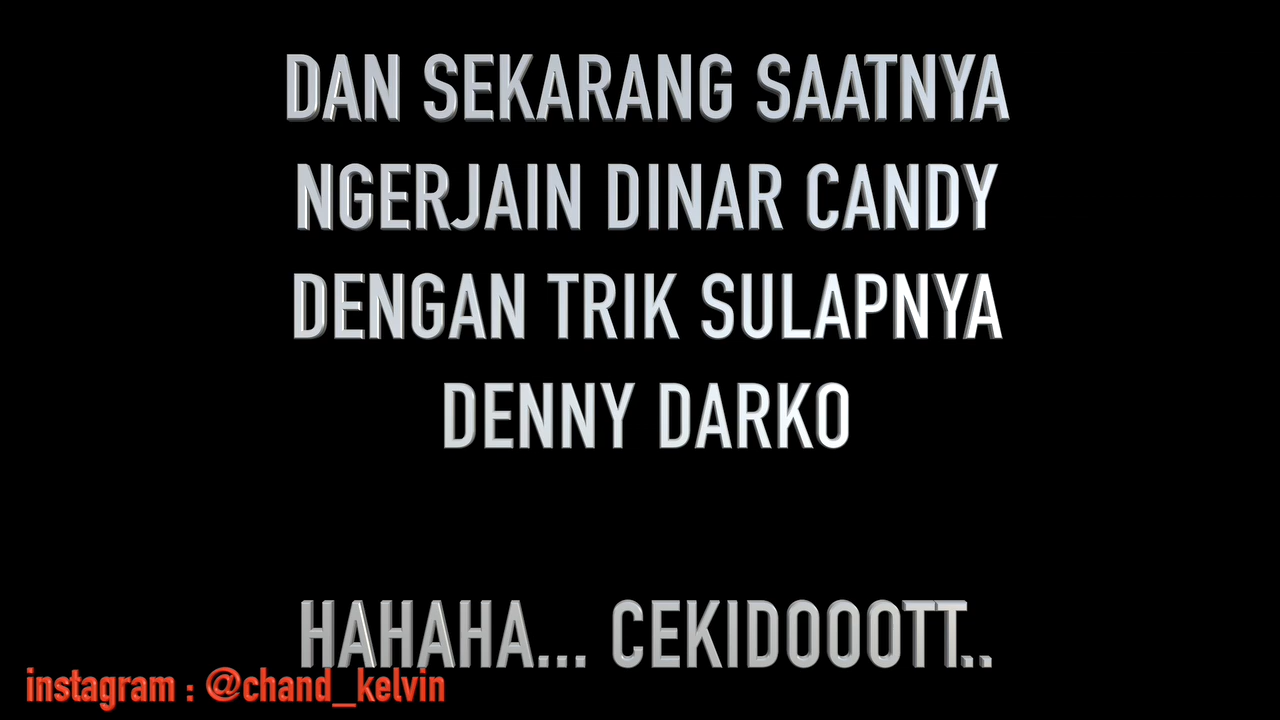 DAN SEKARANG SAATNYA
NGERJAIN DINAR CANDY
DENGAN TRIK SULAPNYA
DENNY DARKO
HAHAHA... CEKIDOOOTT..
instagram : @chand_kelvin